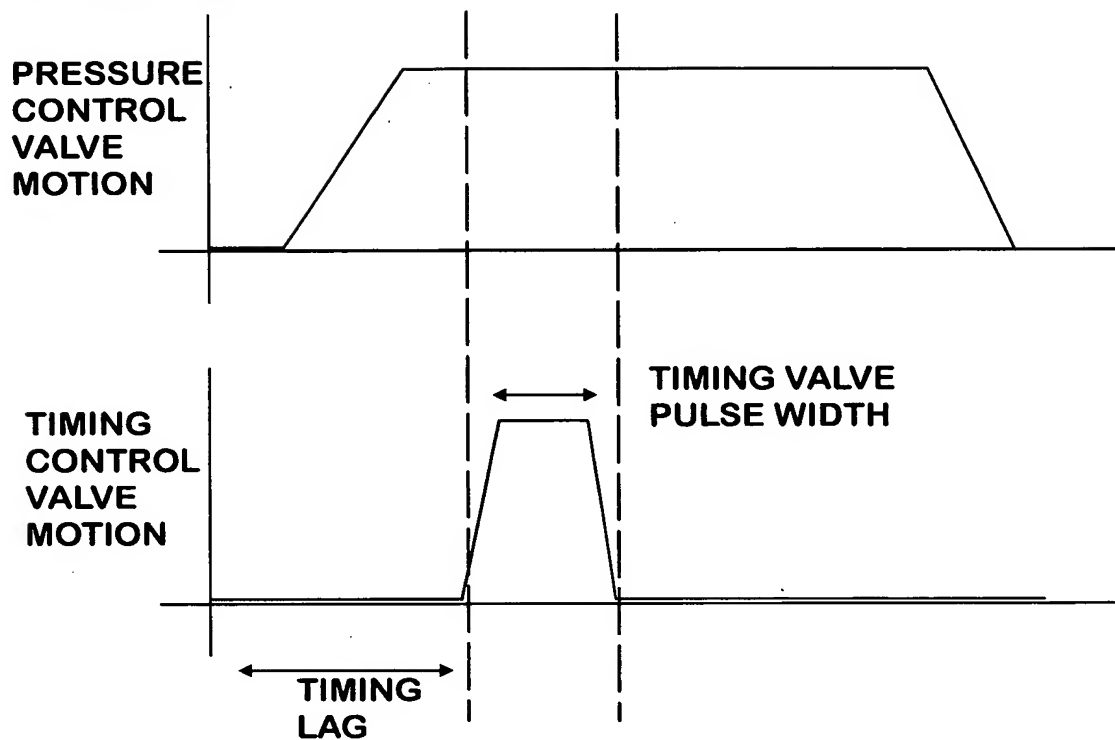 PRESSURE
CONTROL
VALVE
MOTION
TIMING VALVE
PULSE WIDTH
TIMING
CONTROL
VALVE
MOTION
TIMING
LAG